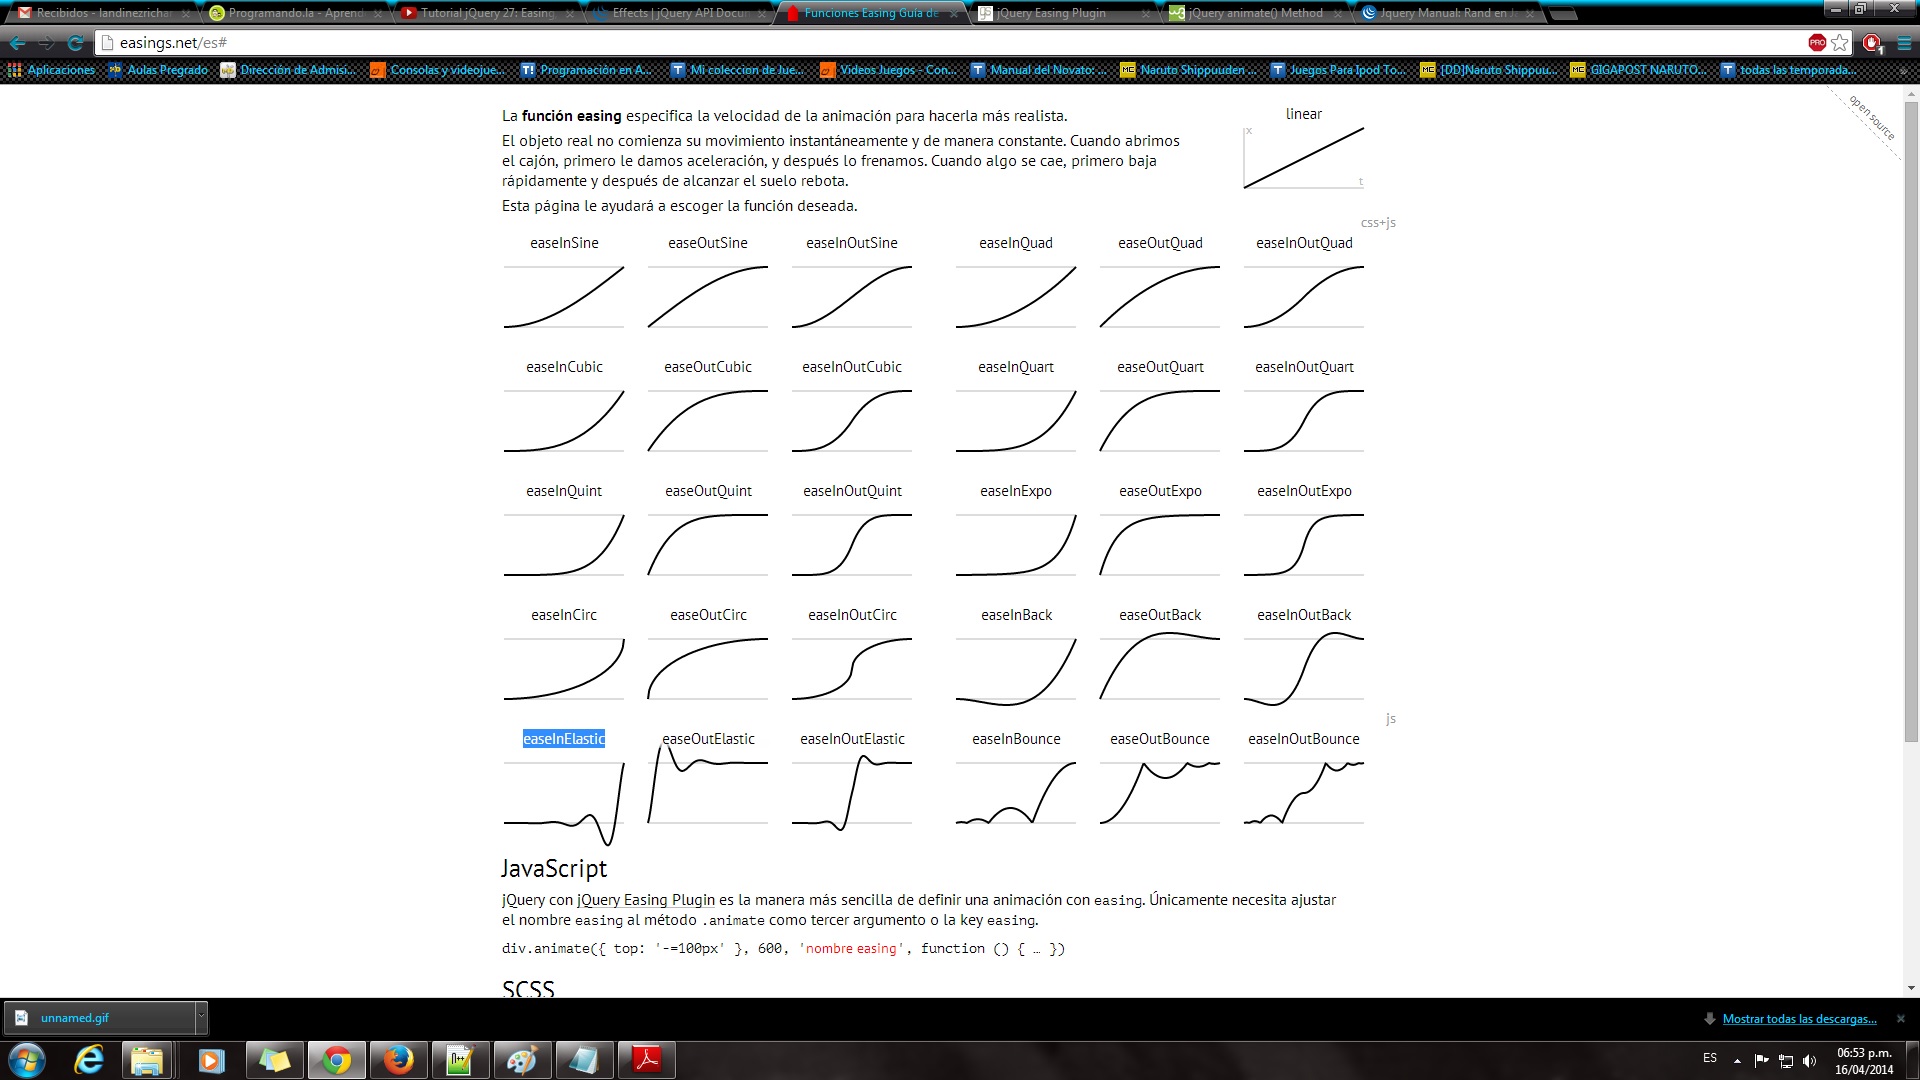 Recibidos - landinezricha
Programando.la - Aprend
Tutorial jQuery 27: Easing
Effects | jQuery API Docum
Funciones Easing Guía de
jQuery Easing Plugin
jQuery animate() Method
Jquery Manual: Rand en Ja
easings.net/es#
PRO
1
Aplicaciones
Aulas Pregrado
Dirección de Admisi...
Consolas y videojue...
Programación en A...
Mi coleccion de Jue...
Videos Juegos - Con...
Manual del Novato: ...
Naruto Shippuuden ...
Juegos Para Ipod To...
[DD]Naruto Shippuu...
GIGAPOST NARUTO...
todas las temporada...
»
open source
La función easing especifica la velocidad de la animación para hacerla más realista.
El objeto real no comienza su movimiento instantáneamente y de manera constante. Cuando abrimos
el cajón, primero le damos aceleración, y después lo frenamos. Cuando algo se cae, primero baja
rápidamente y después de alcanzar el suelo rebota.
Esta página le ayudará a escoger la función deseada.
linear
x
t
css+js
easeInSine easeOutSine easeInOutSine easeInQuad easeOutQuad easeInOutQuad
easeInCubic easeOutCubic easeInOutCubic easeInQuart easeOutQuart easeInOutQuart
easeInQuint easeOutQuint easeInOutQuint easeInExpo easeOutExpo easeInOutExpo
easeInCirc easeOutCirc easeInOutCirc easeInBack easeOutBack easeInOutBack
js
easeInElastic easeOutElastic easeInOutElastic easeInBounce easeOutBounce easeInOutBounce
JavaScript
jQuery con jQuery Easing Plugin es la manera más sencilla de definir una animación con easing. Únicamente necesita ajustar
el nombre easing al método .animate como tercer argumento o la key easing.
div.animate({ top: '-=100px' }, 600, 'nombre easing', function () { … })
SCSS
unnamed.gif
Mostrar todas las descargas...
ES
06:53 p.m.
16/04/2014